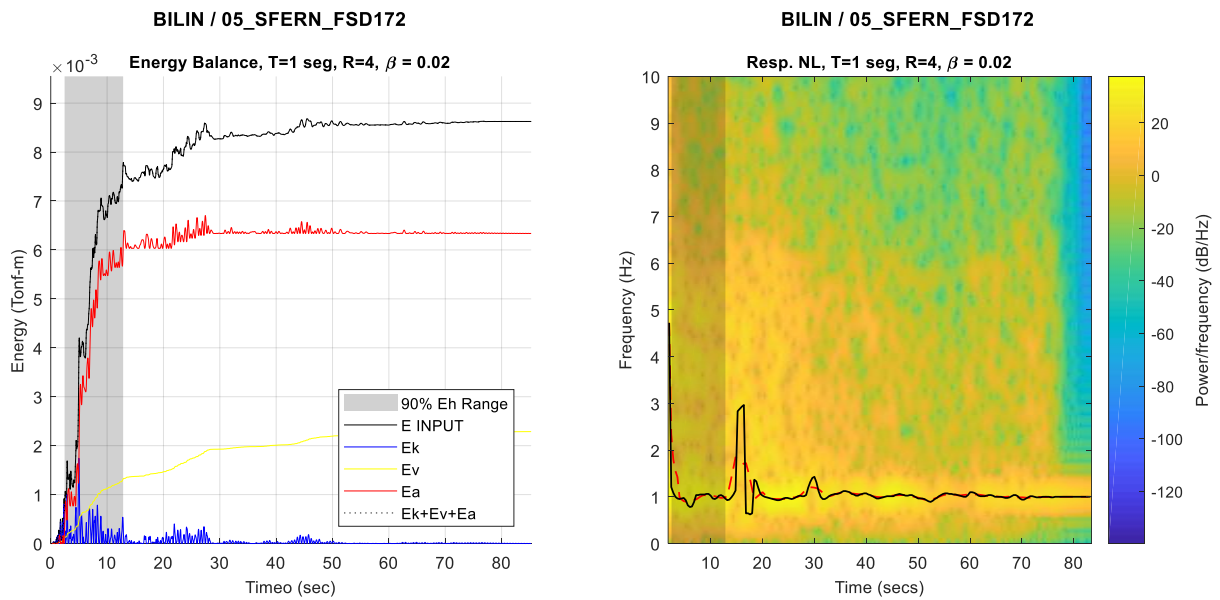 BILIN / 05_SFERN_FSD172
Energy Balance, T=1 seg, R=4, β = 0.02
×10⁻³
Energy (Tonf-m)
9
8
7
6
5
4
3
2
1
0
0 10 20 30 40 50 60 70 80
Timeo (sec)
90% Eh Range
E INPUT
Ek
Ev
Ea
Ek+Ev+Ea
BILIN / 05_SFERN_FSD172
Resp. NL, T=1 seg, R=4, β = 0.02
Frequency (Hz)
10
9
8
7
6
5
4
3
2
1
0
10 20 30 40 50 60 70 80
Time (secs)
20
0
-20
-40
-60
-80
-100
-120
Power/frequency (dB/Hz)